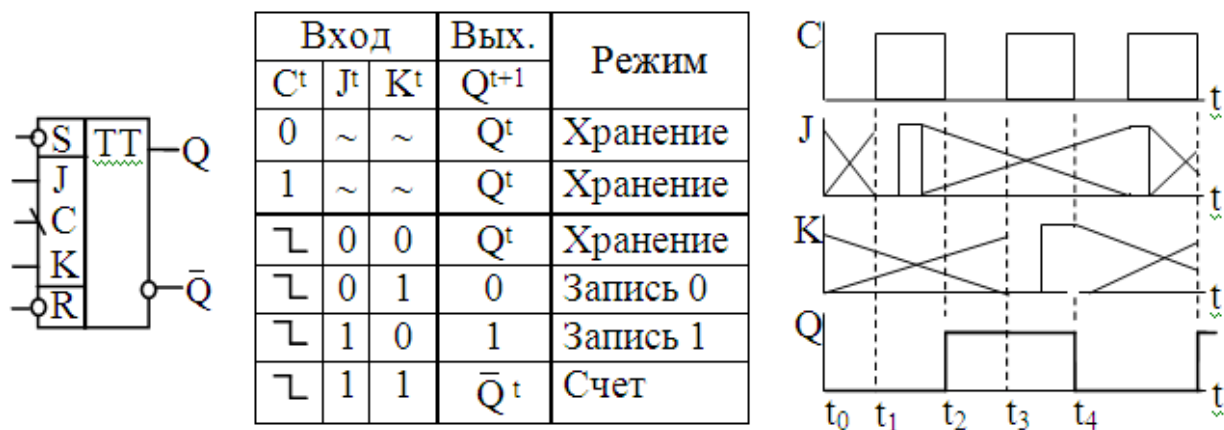 S TT Q
J
C
K
R Q̄
Вход Вых. Режим
Cᵗ Jᵗ Kᵗ Qᵗ⁺¹
0 ~ ~ Qᵗ Хранение
1 ~ ~ Qᵗ Хранение
0 0 Qᵗ Хранение
0 1 0 Запись 0
1 0 1 Запись 1
1 1 Q̄ ᵗ Счет
C t
J t
K t
Q t
t₀ t₁ t₂ t₃ t₄